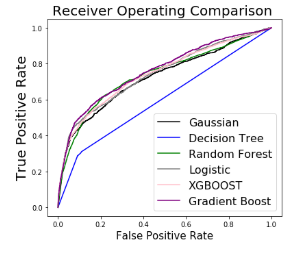 Receiver Operating Comparison
True Positive Rate
1.0
0.8
0.6
0.4
0.2
0.0
Gaussian
Decision Tree
Random Forest
Logistic
XGBOOST
Gradient Boost
0.0 0.2 0.4 0.6 0.8 1.0
False Positive Rate